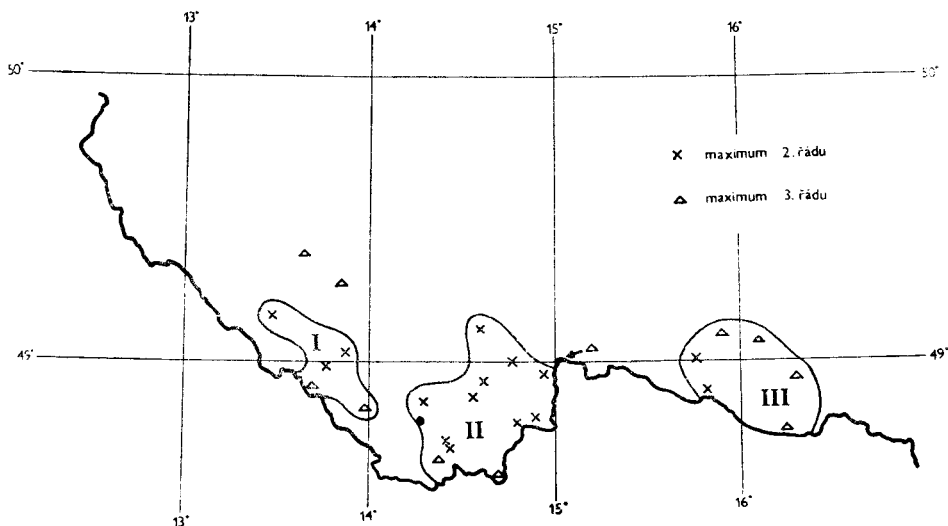 13° 14° 15° 16°
50° 50°
× maximum 2. řádu
△ maximum 3. řádu
I
45° 49°
III
II
13° 14° 15° 16°